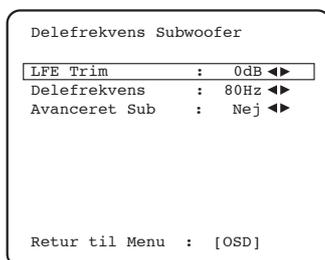 Delefrekvens Subwoofer
LFE Trim : 0dB ◄►
Delefrekvens : 80Hz ◄►
Avanceret Sub : Nej ◄►
Retur til Menu : [OSD]